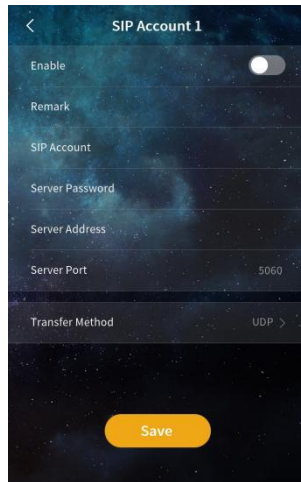 SIP Account 1
Enable
Remark
SIP Account
Server Password
Server Address
Server Port 5060
Transfer Method UDP >
Save